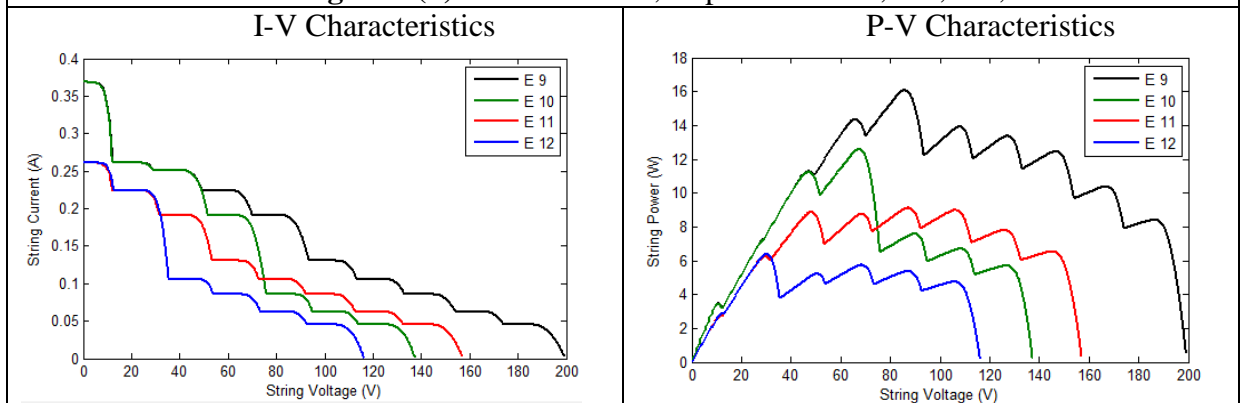 I-V Characteristics
0.4
0.35
0.3
0.25
0.2
0.15
0.1
0.05
0
String Current (A)
E 9
E 10
E 11
E 12
0 20 40 60 80 100 120 140 160 180 200
String Voltage (V)
P-V Characteristics
18
16
14
12
10
8
6
4
2
0
String Power (W)
E 9
E 10
E 11
E 12
0 20 40 60 80 100 120 140 160 180 200
String Voltage (V)